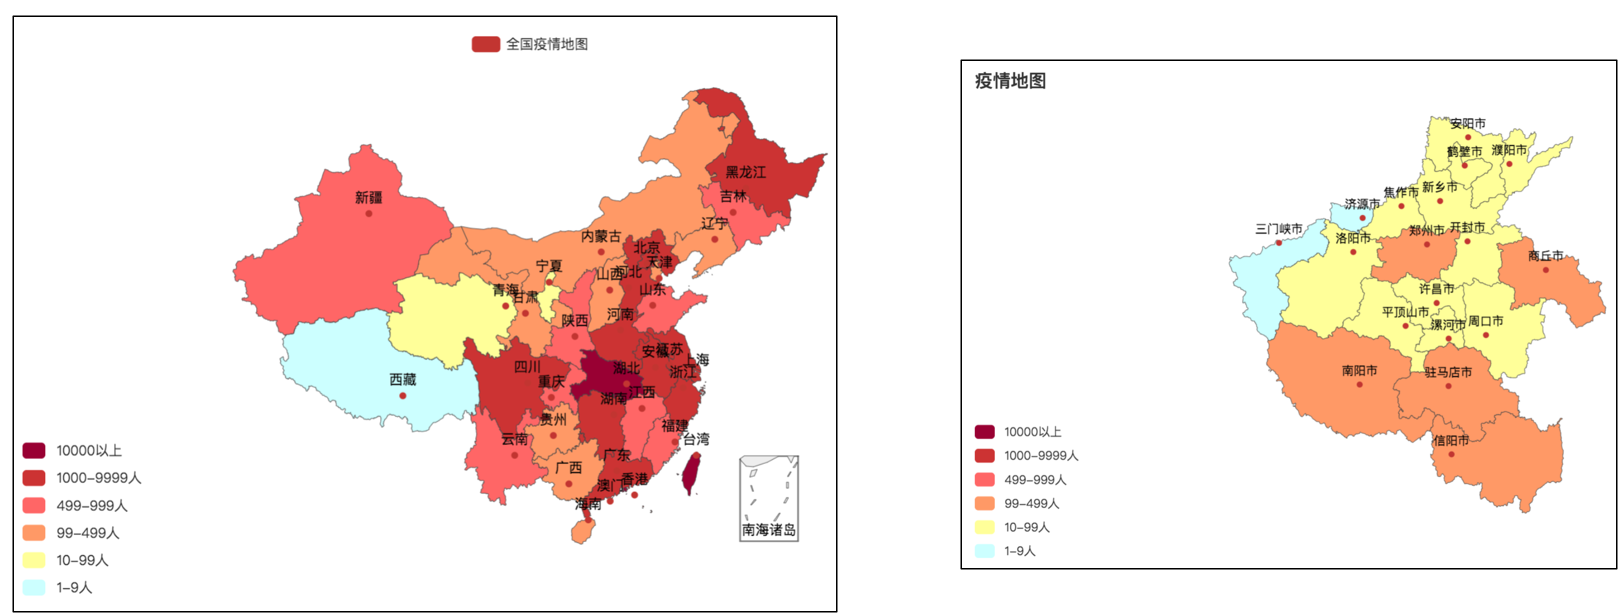 全国疫情地图
黑龙江
吉林
新疆
辽宁
内蒙古
北京
天津
宁夏
山西
河北
青海
甘肃
山东
陕西
河南
安徽
江苏
上海
四川
湖北
浙江
重庆
西藏
湖南
江西
贵州
福建
云南
台湾
广东
广西
香港
澳门
海南
南海诸岛
10000以上
1000-9999人
499-999人
99-499人
10-99人
1-9人
疫情地图
安阳市
鹤壁市
濮阳市
焦作市
新乡市
济源市
三门峡市
洛阳市
郑州市
开封市
商丘市
许昌市
平顶山市
漯河市
周口市
南阳市
驻马店市
信阳市
10000以上
1000-9999人
499-999人
99-499人
10-99人
1-9人